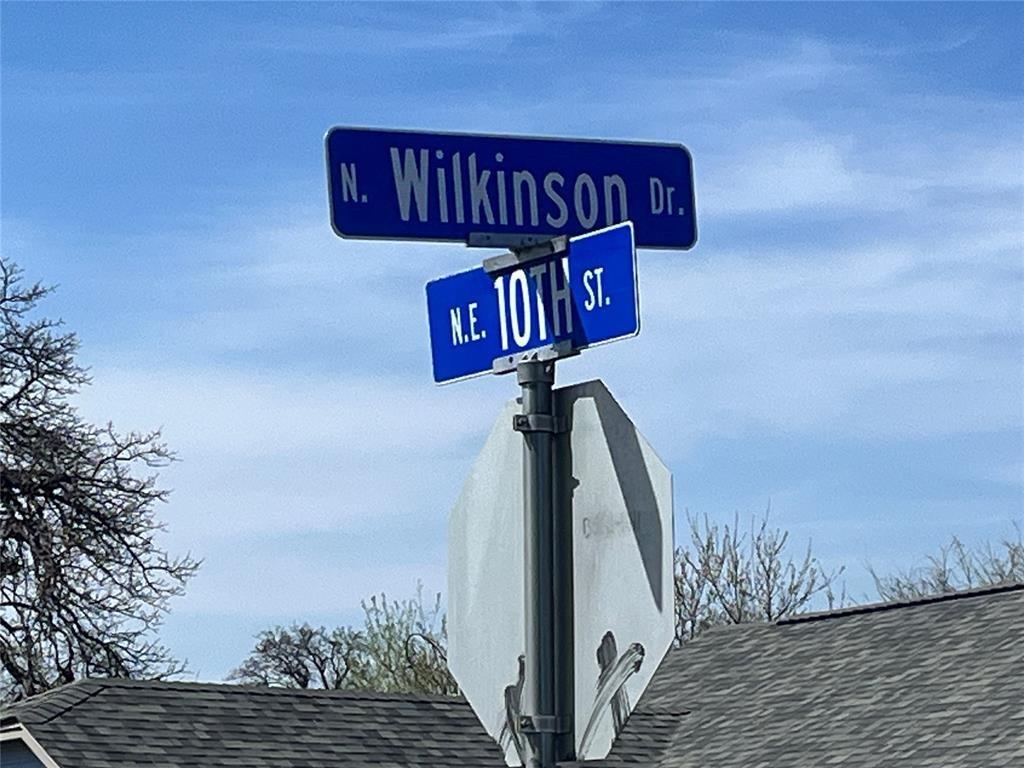 N. Wilkinson Dr.
N.E. 10TH ST.